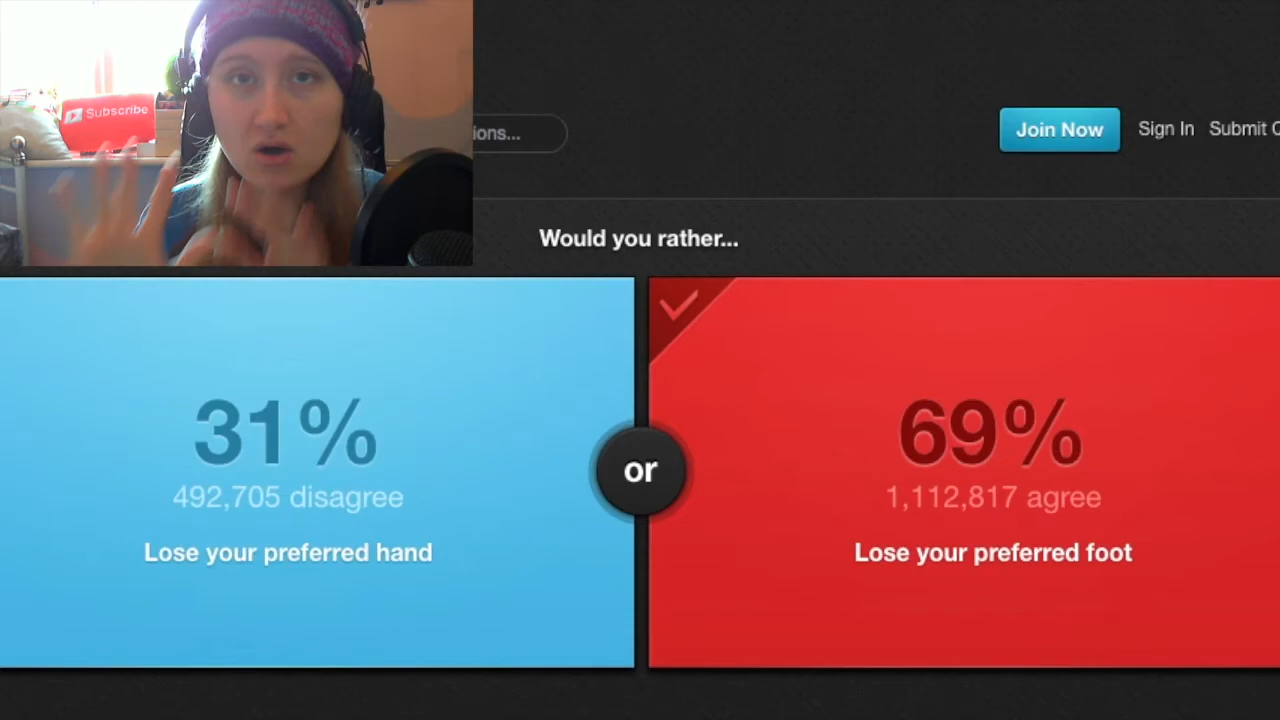 Subscribe
ions...
Join Now
Sign In
Submit
Would you rather...
31%
492,705 disagree
Lose your preferred hand
or
69%
1,112,817 agree
Lose your preferred foot